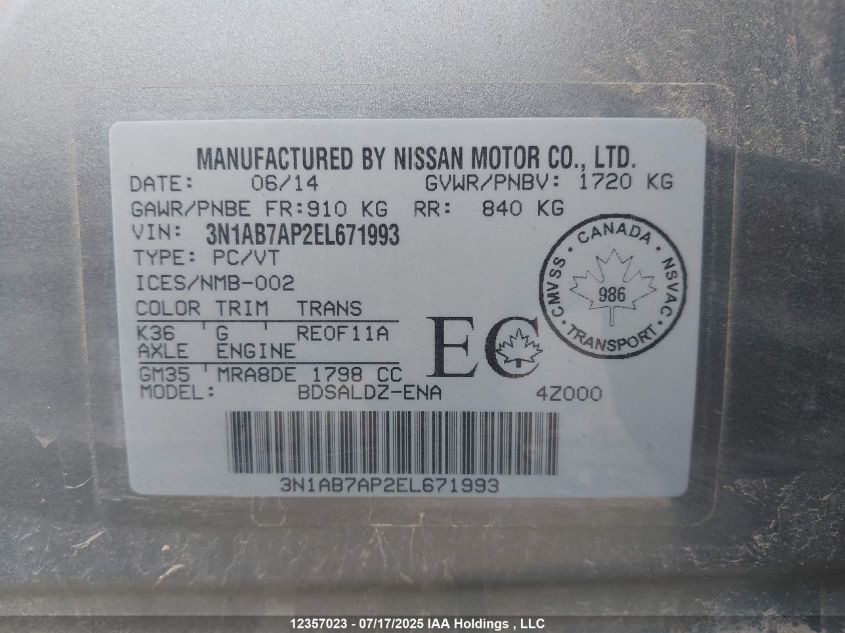 MANUFACTURED BY NISSAN MOTOR CO., LTD.
DATE: 06/14 GVWR/PNBV: 1720 KG
GAWR/PNBE FR:910 KG RR: 840 KG
VIN: 3N1AB7AP2EL671993
TYPE: PC/VT
ICES/NMB-002
COLOR TRIM TRANS
K36 G RE0F11A
AXLE ENGINE
GM35 MRA8DE 1798 CC
MODEL: BDSALDZ-ENA 4Z000
EC
CANADA
CMVSS 986 NSVAC
TRANSPORT
3N1AB7AP2EL671993
12357023 - 07/17/2025 IAA Holdings , LLC